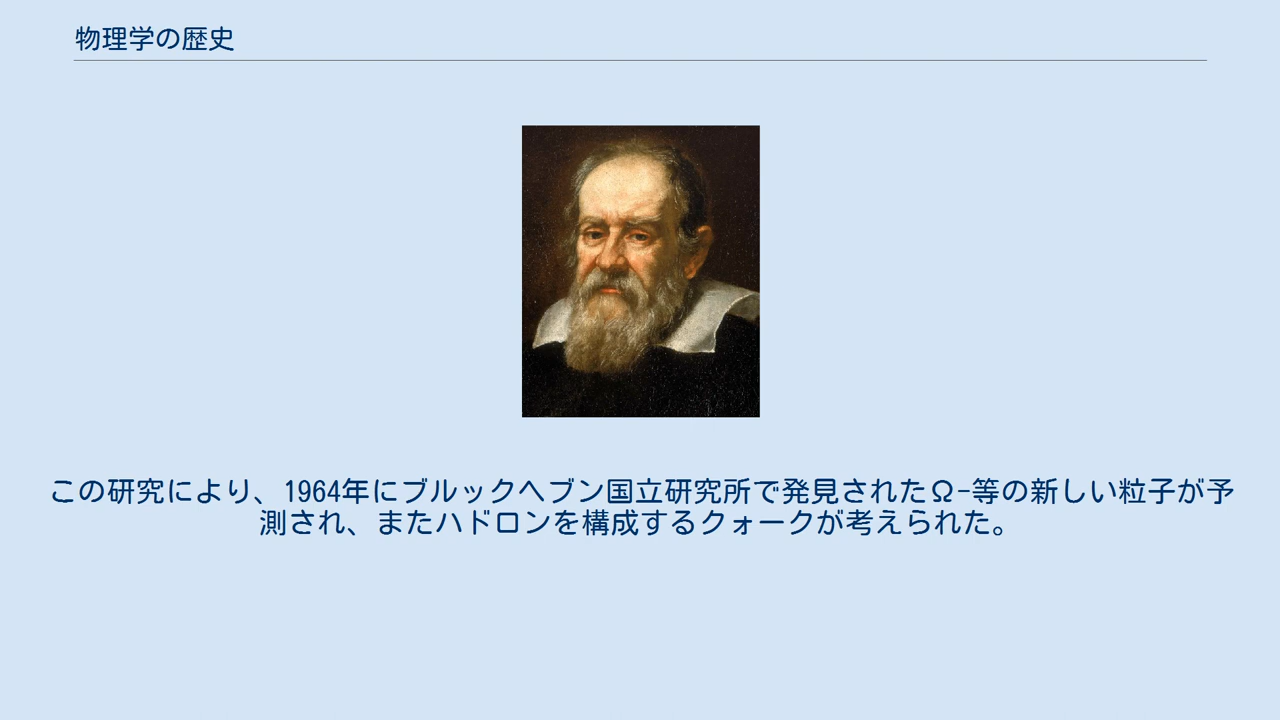 物理学の歴史
この研究により、1964年にブルックヘブン国立研究所で発見されたΩ-等の新しい粒子が予
測され、またハドロンを構成するクォークが考えられた。